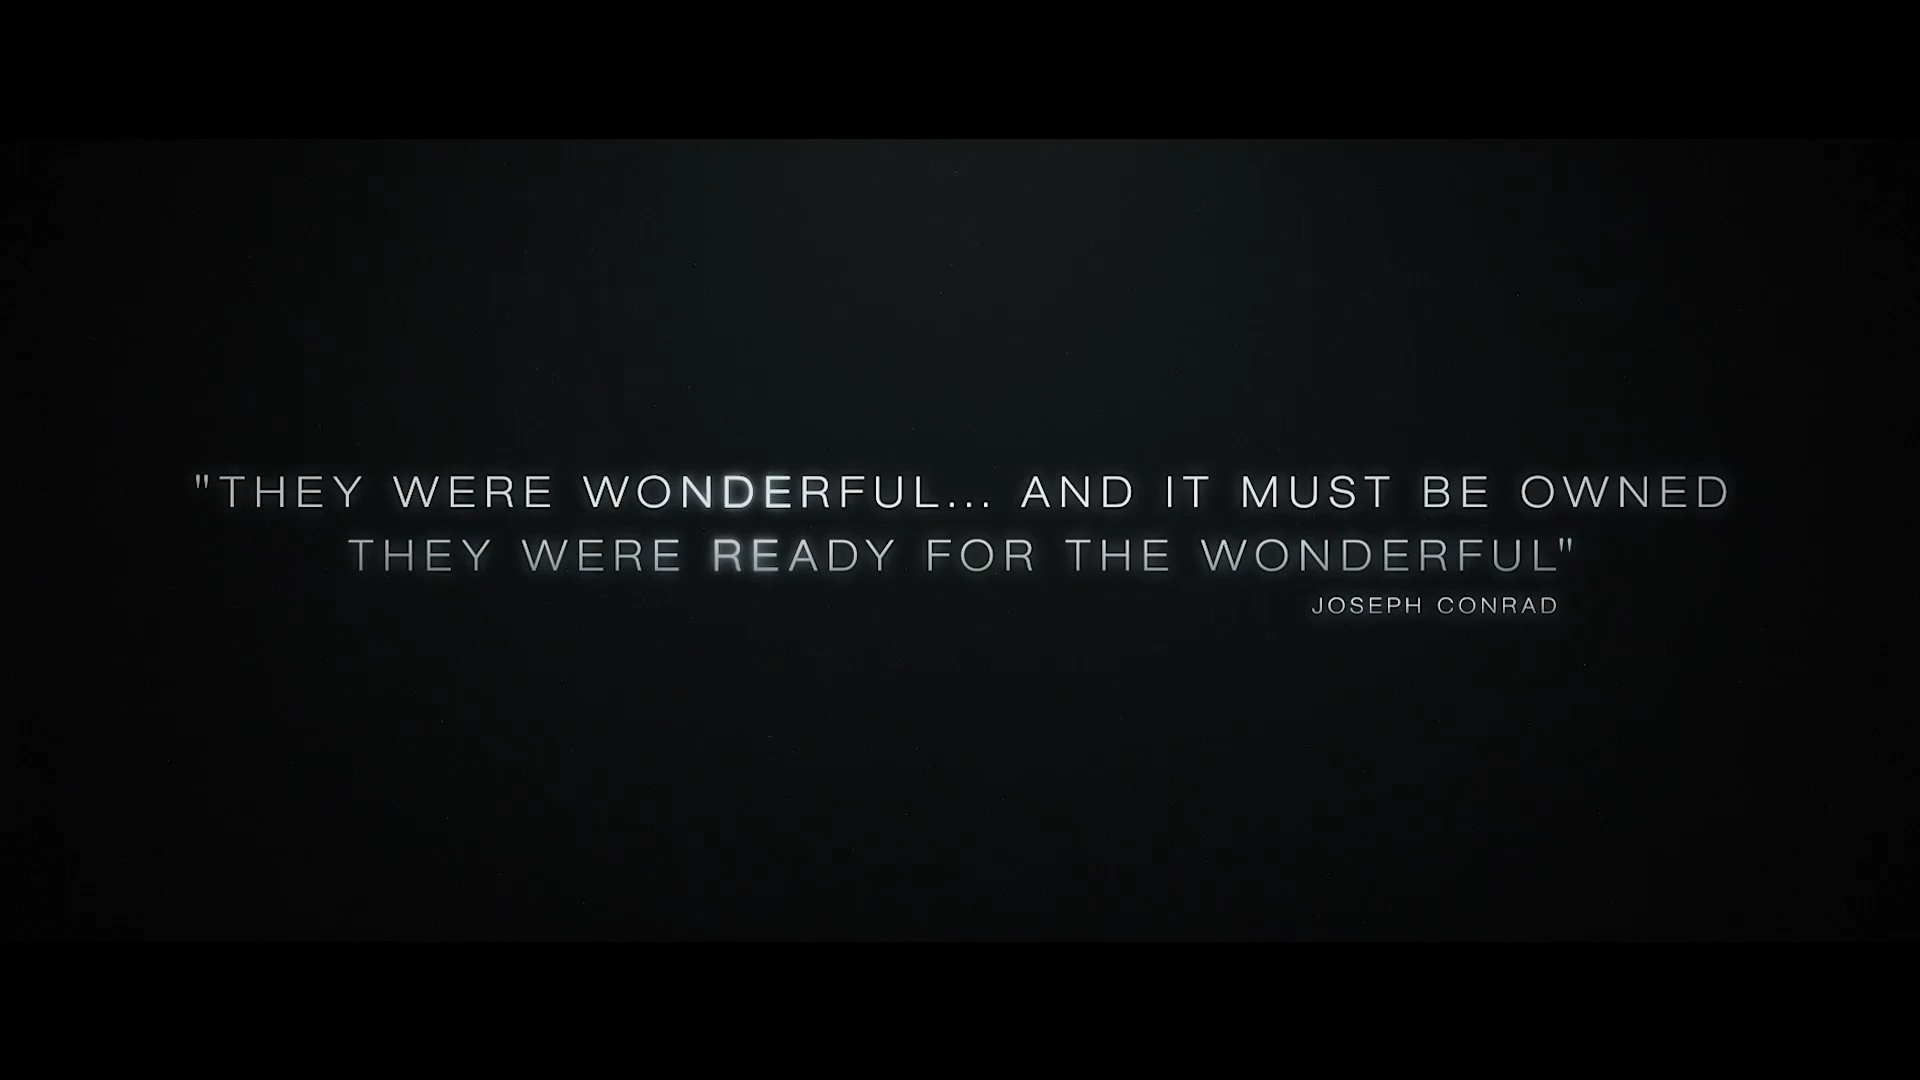 "THEY WERE WONDERFUL... AND IT MUST BE OWNED
THEY WERE READY FOR THE WONDERFUL"
JOSEPH CONRAD